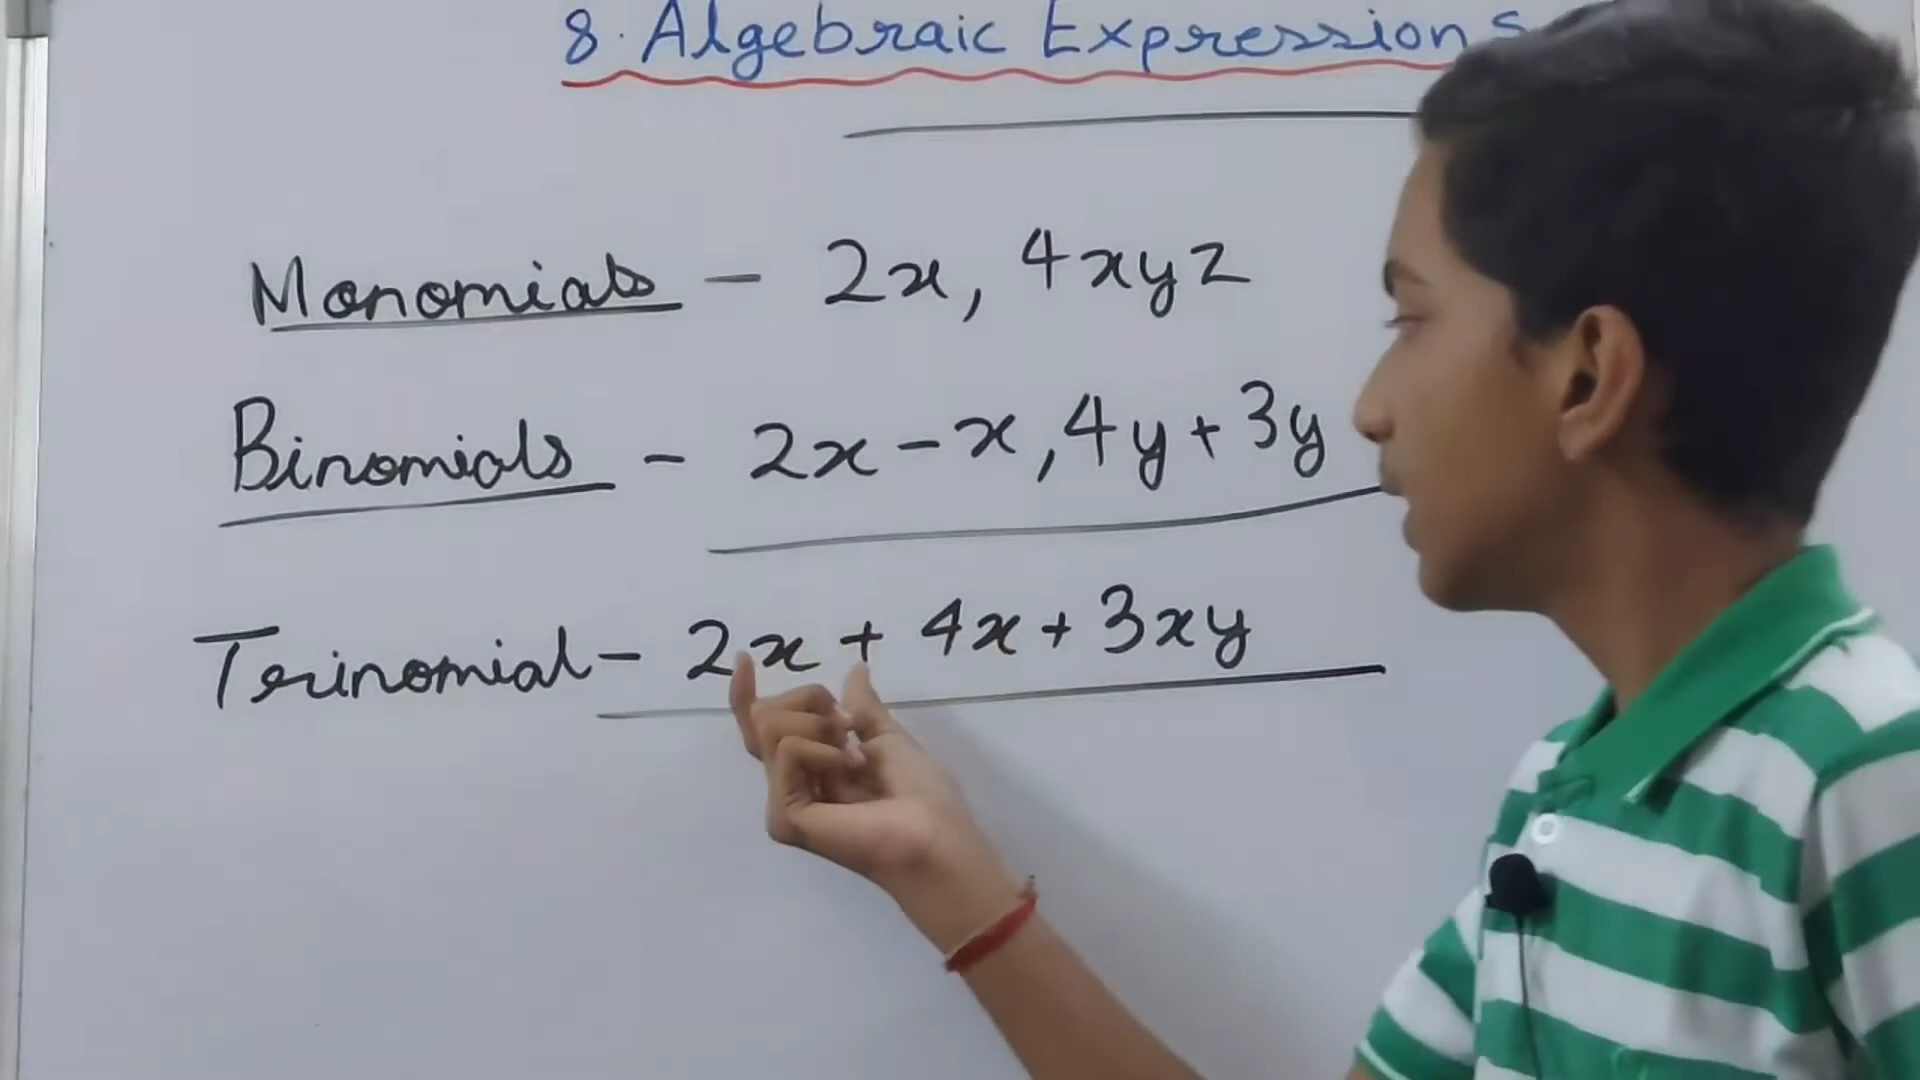 8. Algebraic Expressions
Monomials - 2x, 4xyz
Binomials - 2x - x, 4y + 3y
Trinomial - 2x + 4x + 3xy